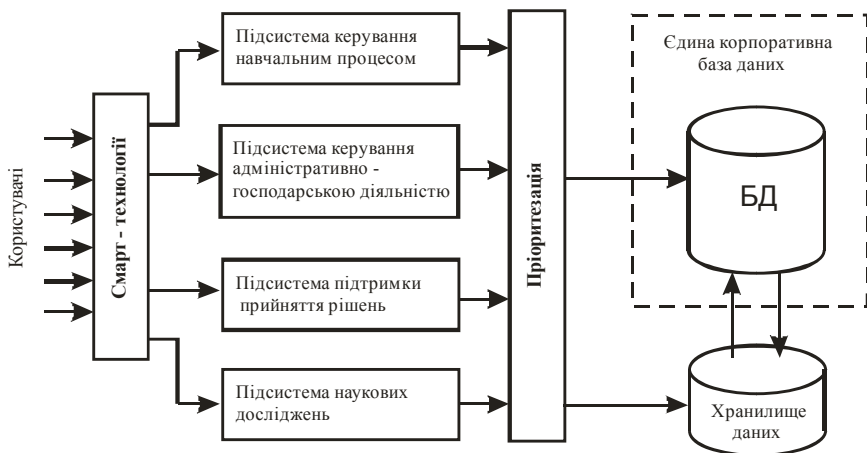 Користувачі
Смарт - технології
Підсистема керування
навчальним процесом
Підсистема керування
адміністративно -
господарською діяльністю
Підсистема підтримки
прийняття рішень
Підсистема наукових
досліджень
Пріоритезація
Єдина корпоративна
база даних
БД
Хранилище
даних